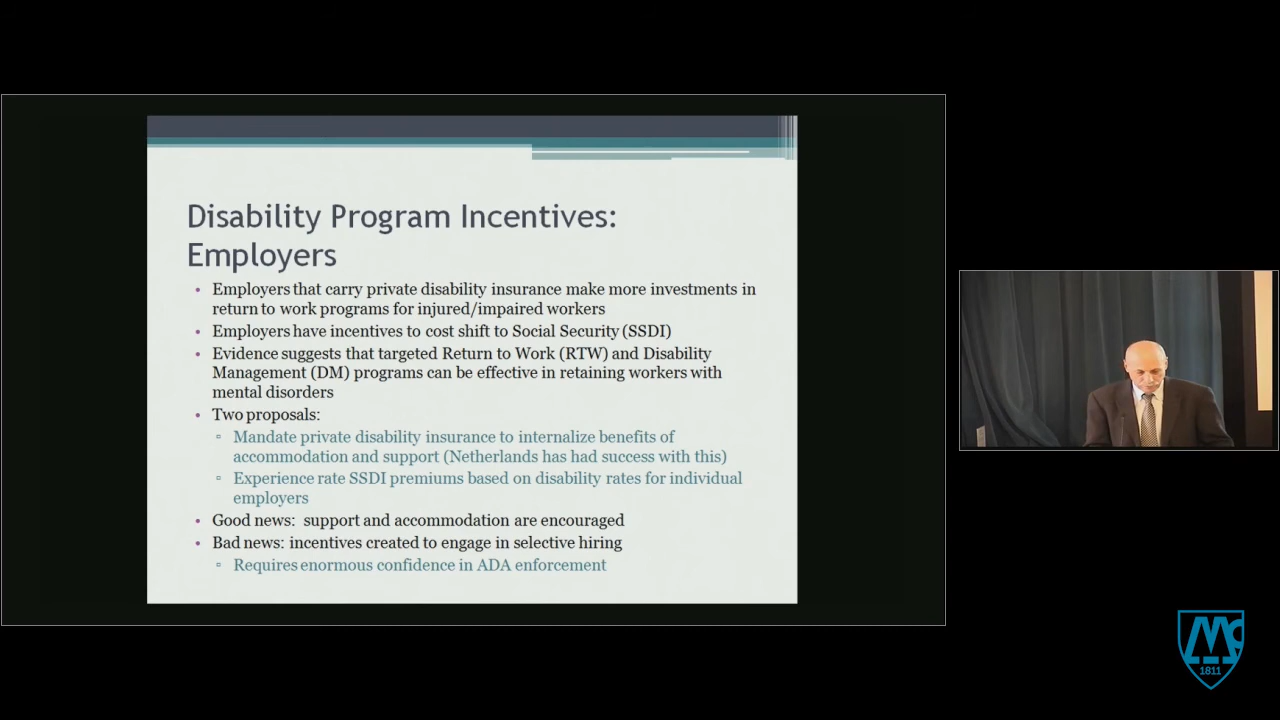 Disability Program Incentives:
Employers
• Employers that carry private disability insurance make more investments in
return to work programs for injured/impaired workers
• Employers have incentives to cost shift to Social Security (SSDI)
• Evidence suggests that targeted Return to Work (RTW) and Disability
Management (DM) programs can be effective in retaining workers with
mental disorders
• Two proposals:
▫ Mandate private disability insurance to internalize benefits of
accommodation and support (Netherlands has had success with this)
▫ Experience rate SSDI premiums based on disability rates for individual
employers
• Good news: support and accommodation are encouraged
• Bad news: incentives created to engage in selective hiring
▫ Requires enormous confidence in ADA enforcement
Mc
1811